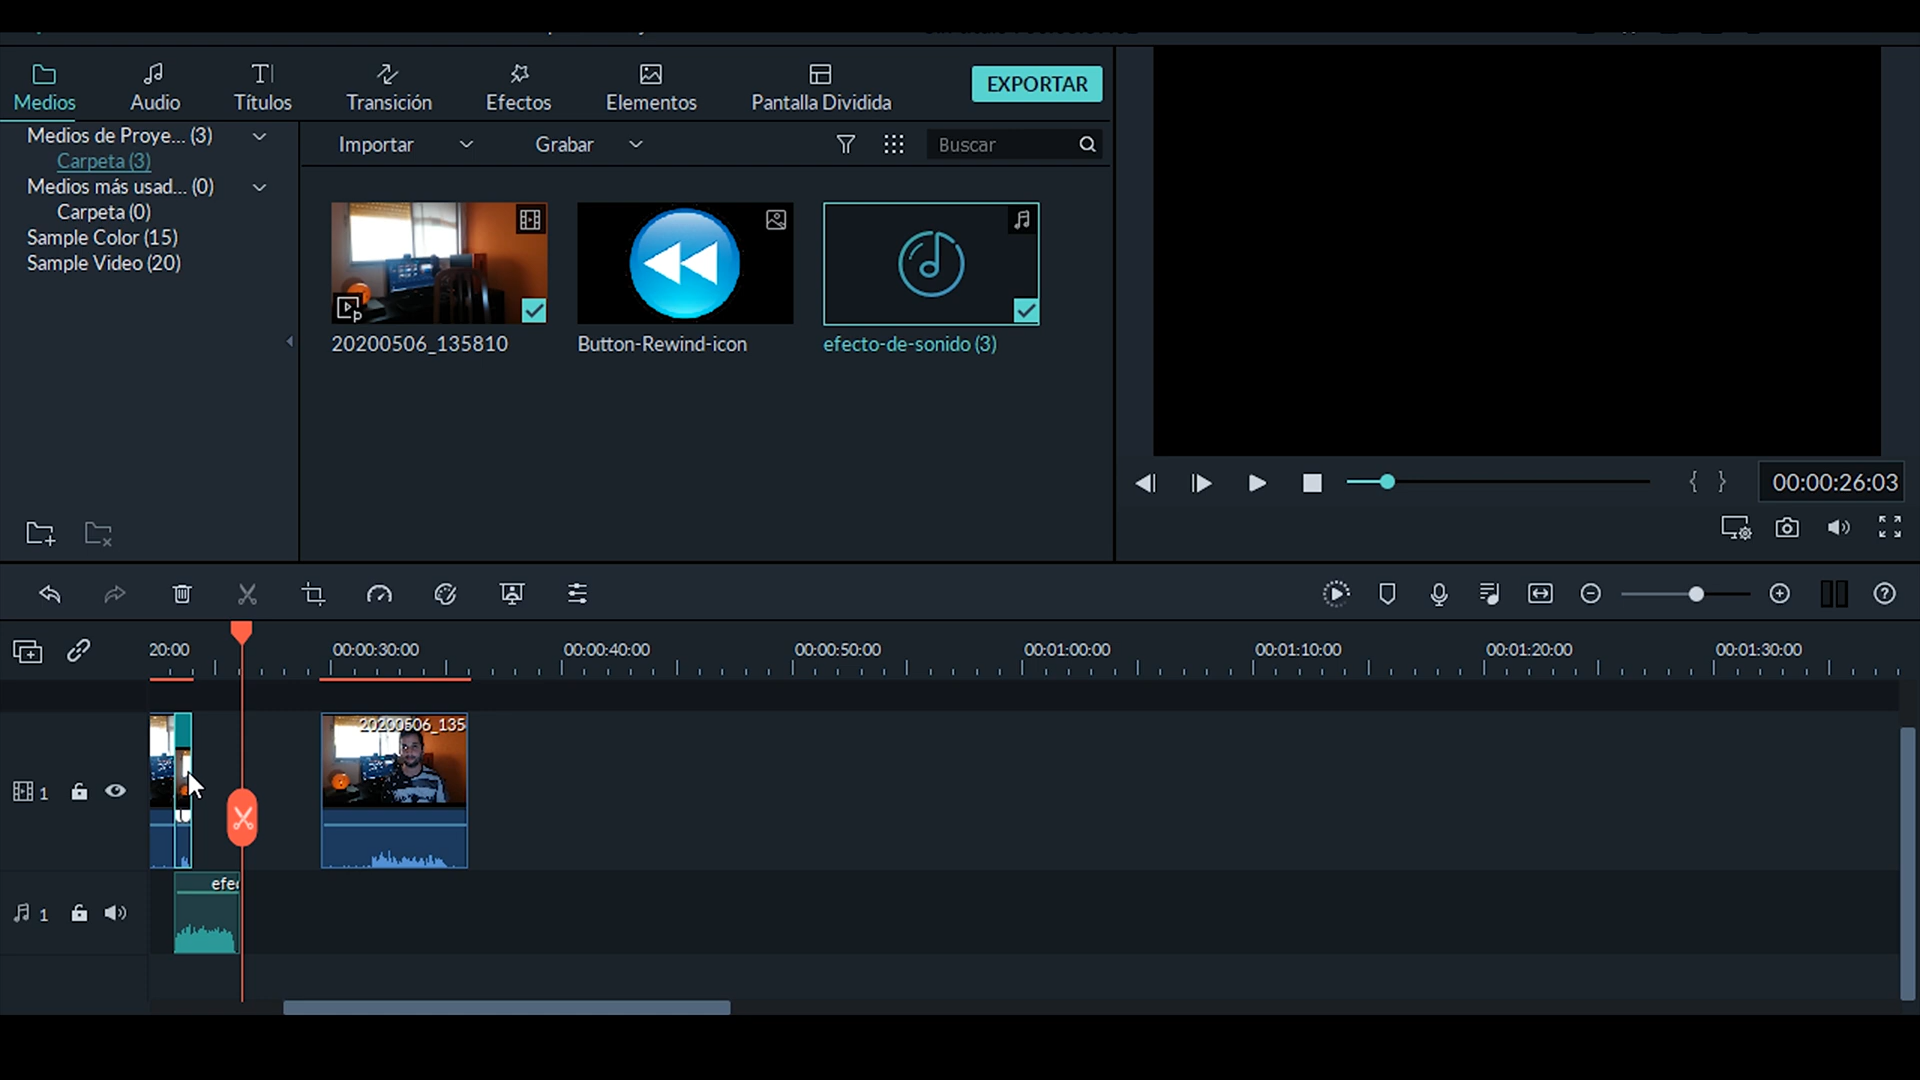 Medios
Audio
Títulos
Transición
Efectos
Elementos
Pantalla Dividida
EXPORTAR
Medios de Proye... (3)
Carpeta (3)
Medios más usad... (0)
Carpeta (0)
Sample Color (15)
Sample Video (20)
Importar
Grabar
Buscar
20200506_135810
Button-Rewind-icon
efecto-de-sonido (3)
{ }
00:00:26:03
20:00
00:00:30:00
00:00:40:00
00:00:50:00
00:01:00:00
00:01:10:00
00:01:20:00
00:01:30:00
20200506_135
1
efec
1